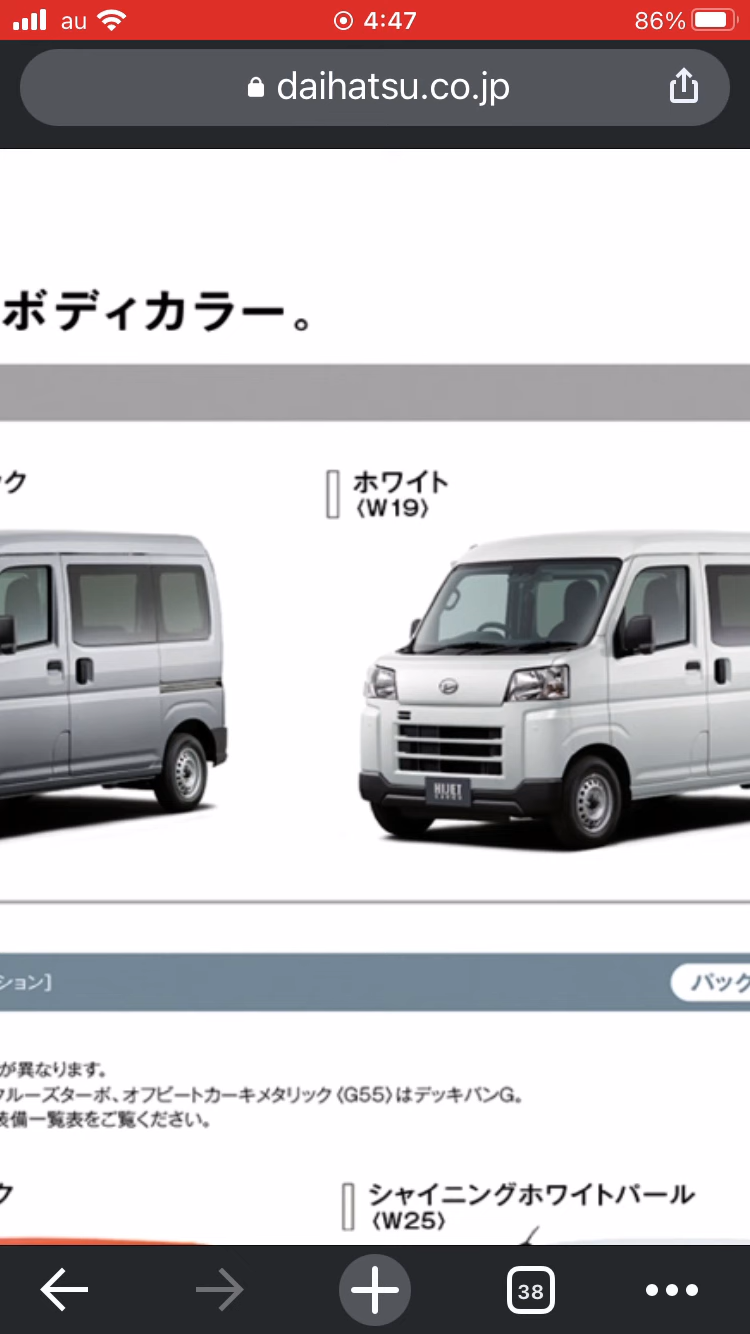 au 4:47 86%
daihatsu.co.jp
ボディカラー。
ック
ホワイト
〈W19〉
HIJET
ション]
パック
が異なります。
クルーズターボ、オフビートカーキメタリック〈G55〉はデッキバンG。
装備一覧表をご覧ください。
ク
シャイニングホワイトパール
〈W25〉
38